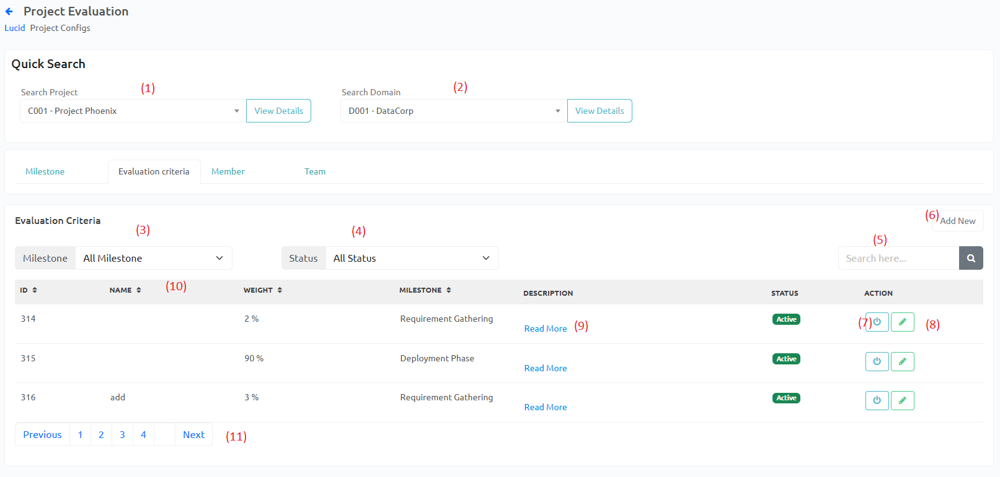 Project Evaluation
Lucid Project Configs
Quick Search
(1) (2)
Search Project Search Domain
C001 - Project Phoenix View Details D001 - DataCorp View Details
Milestone Evaluation criteria Member Team
Evaluation Criteria (6) Add New
(3) (4) (5)
Milestone All Milestone Status All Status Search here...
ID NAME (10) WEIGHT MILESTONE DESCRIPTION STATUS ACTION
314 2 % Requirement Gathering Read More (9) Active (7) (8)
315 90 % Deployment Phase Read More Active
316 add 3 % Requirement Gathering Read More Active
Previous 1 2 3 4 Next (11)